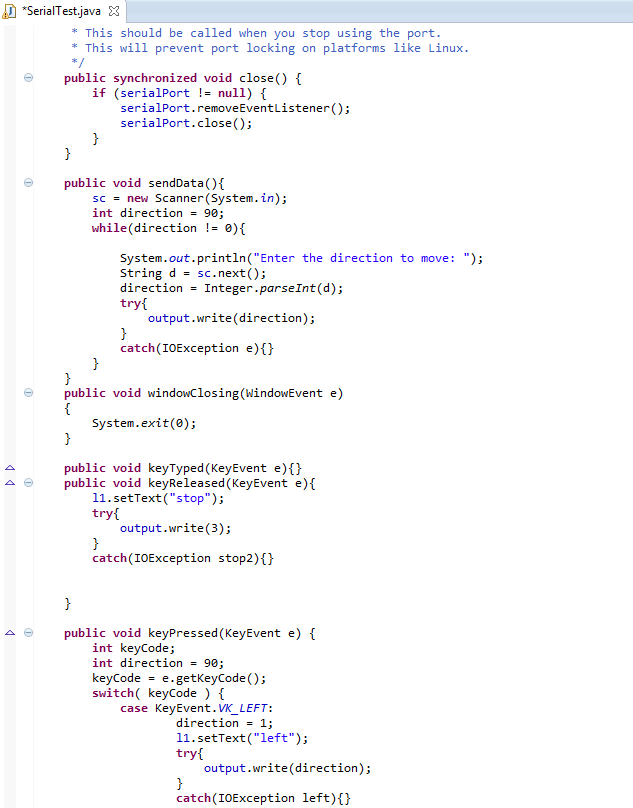 *SerialTest.java
* This should be called when you stop using the port.
* This will prevent port locking on platforms like Linux.
*/
public synchronized void close() {
if (serialPort != null) {
serialPort.removeEventListener();
serialPort.close();
}
}
public void sendData(){
sc = new Scanner(System.in);
int direction = 90;
while(direction != 0){
System.out.println("Enter the direction to move: ");
String d = sc.next();
direction = Integer.parseInt(d);
try{
output.write(direction);
}
catch(IOException e){}
}
}
public void windowClosing(WindowEvent e)
{
System.exit(0);
}
public void keyTyped(KeyEvent e){}
public void keyReleased(KeyEvent e){
l1.setText("stop");
try{
output.write(3);
}
catch(IOException stop2){}
}
public void keyPressed(KeyEvent e) {
int keyCode;
int direction = 90;
keyCode = e.getKeyCode();
switch( keyCode ) {
case KeyEvent.VK_LEFT:
direction = 1;
l1.setText("left");
try{
output.write(direction);
}
catch(IOException left){}